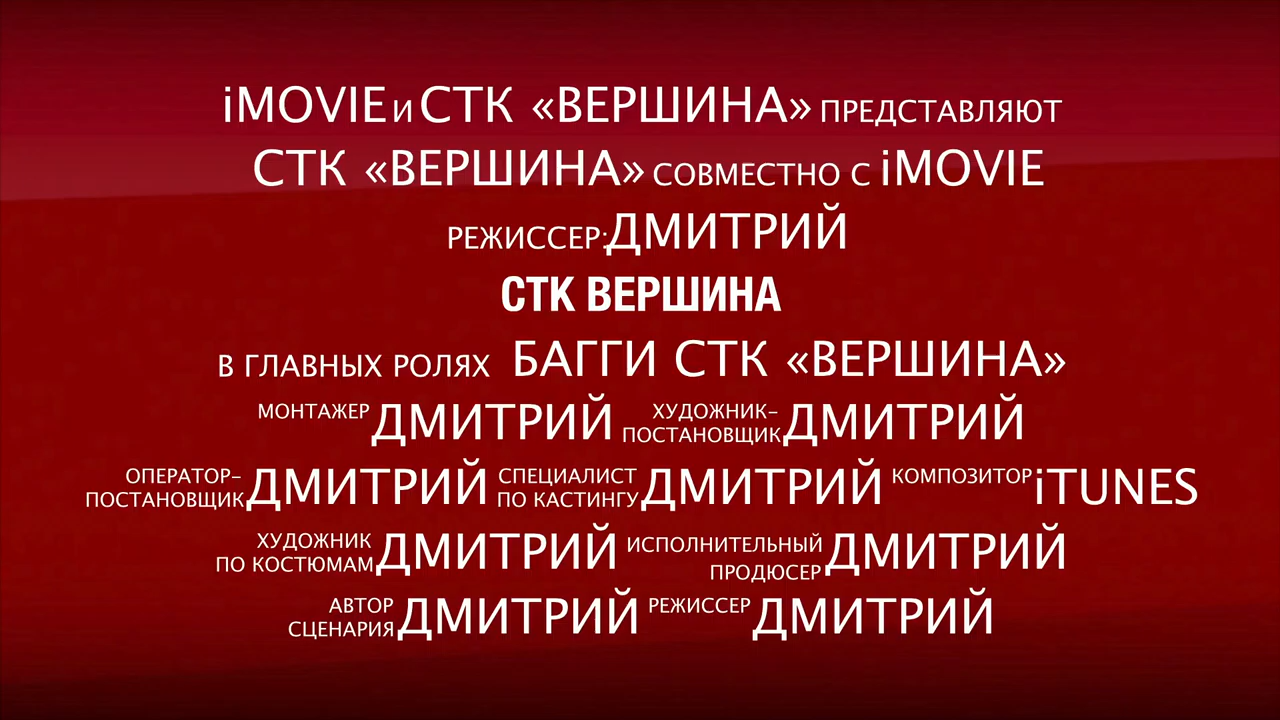 iMOVIE И СТК «ВЕРШИНА» ПРЕДСТАВЛЯЮТ
СТК «ВЕРШИНА» СОВМЕСТНО С iMOVIE
РЕЖИССЕР:ДМИТРИЙ
СТК ВЕРШИНА
В ГЛАВНЫХ РОЛЯХ БАГГИ СТК «ВЕРШИНА»
МОНТАЖЕР ДМИТРИЙ ХУДОЖНИК-ПОСТАНОВЩИК ДМИТРИЙ
ОПЕРАТОР-ПОСТАНОВЩИК ДМИТРИЙ СПЕЦИАЛИСТ ПО КАСТИНГУ ДМИТРИЙ КОМПОЗИТОР iTUNES
ХУДОЖНИК ПО КОСТЮМАМ ДМИТРИЙ ИСПОЛНИТЕЛЬНЫЙ ПРОДЮСЕР ДМИТРИЙ
АВТОР СЦЕНАРИЯ ДМИТРИЙ РЕЖИССЕР ДМИТРИЙ